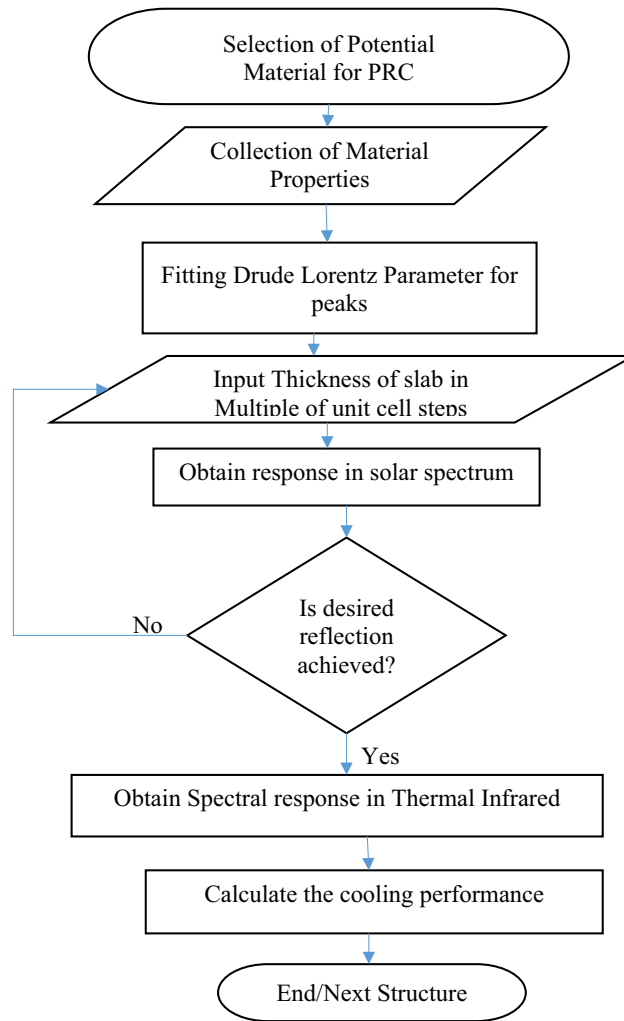 Selection of Potential
Material for PRC
Collection of Material
Properties
Fitting Drude Lorentz Parameter for
peaks
Input Thickness of slab in
Multiple of unit cell steps
Obtain response in solar spectrum
Is desired
reflection
achieved?
No
Yes
Obtain Spectral response in Thermal Infrared
Calculate the cooling performance
End/Next Structure